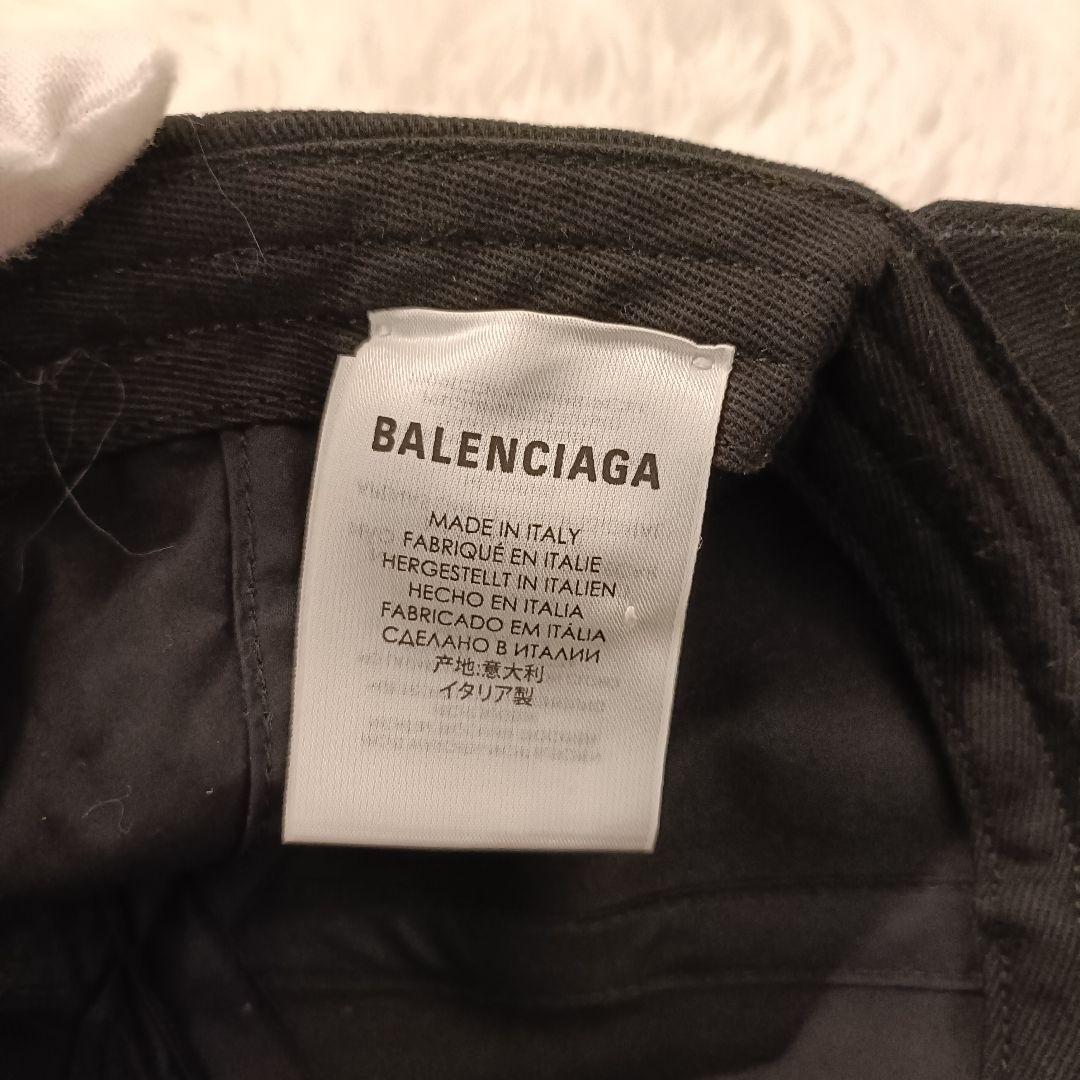 BALENCIAGA
MADE IN ITALY
FABRIQUÉ EN ITALIE
HERGESTELLT IN ITALIEN
HECHO EN ITALIA
FABRICADO EM ITÁLIA
СДЕЛАНО В ИТАЛИИ
产地:意大利
イタリア製